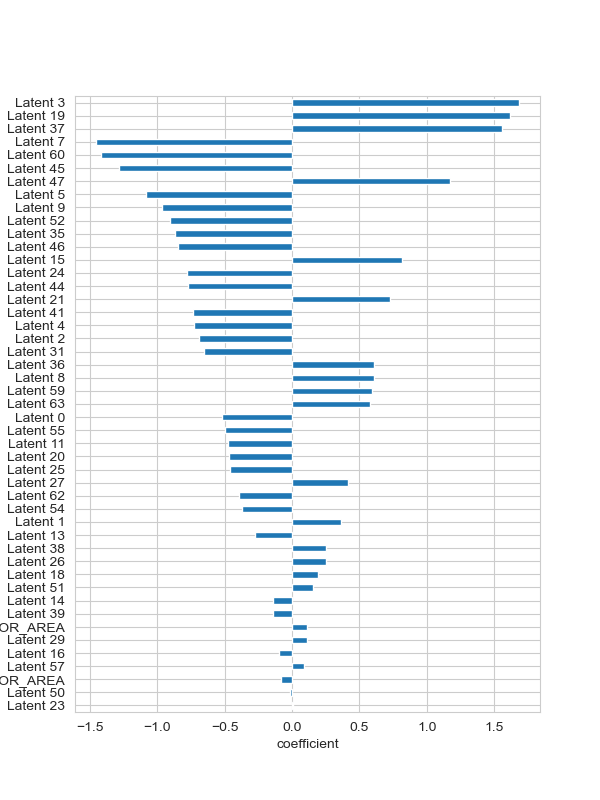 Latent 3
Latent 19
Latent 37
Latent 7
Latent 60
Latent 45
Latent 47
Latent 5
Latent 9
Latent 52
Latent 35
Latent 46
Latent 15
Latent 24
Latent 44
Latent 21
Latent 41
Latent 4
Latent 2
Latent 31
Latent 36
Latent 8
Latent 59
Latent 63
Latent 0
Latent 55
Latent 11
Latent 20
Latent 25
Latent 27
Latent 62
Latent 54
Latent 1
Latent 13
Latent 38
Latent 26
Latent 18
Latent 51
Latent 14
Latent 39
OR_AREA
Latent 29
Latent 16
Latent 57
OR_AREA
Latent 50
Latent 23
−1.5 −1.0 −0.5 0.0 0.5 1.0 1.5
coefficient